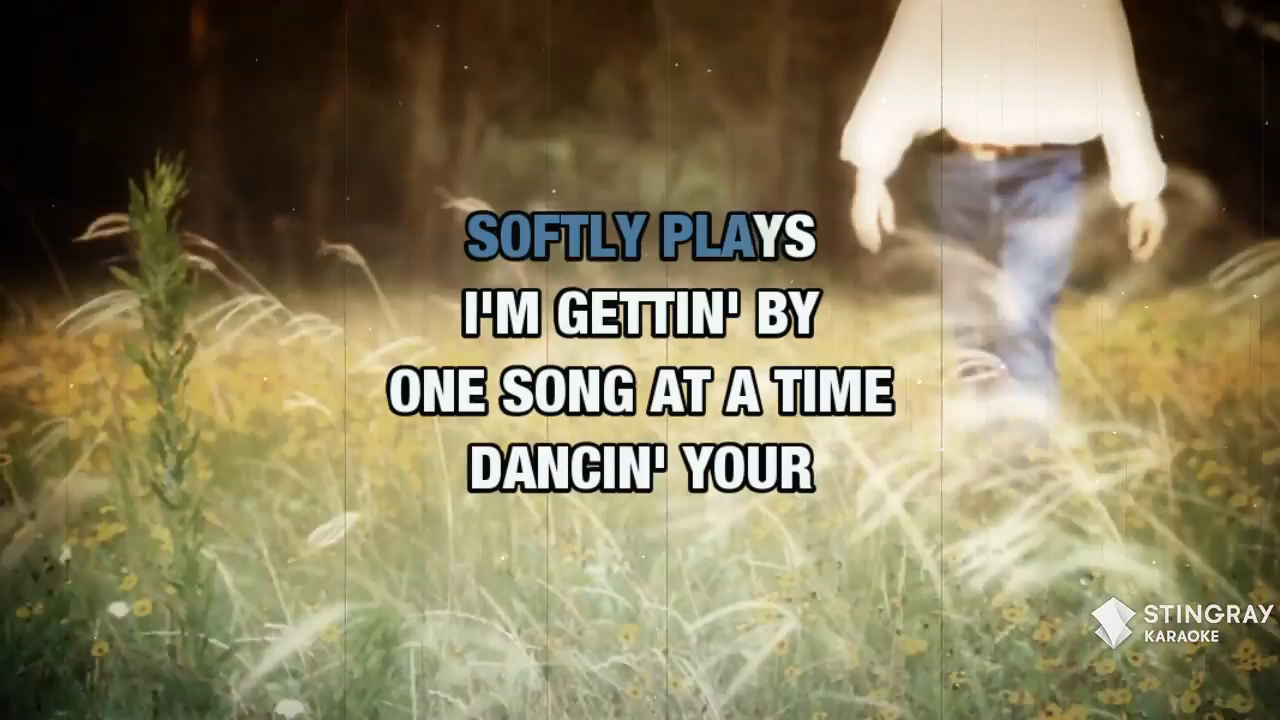 SOFTLY PLAYS
I'M GETTIN' BY
ONE SONG AT A TIME
DANCIN' YOUR
STINGRAY
KARAOKE